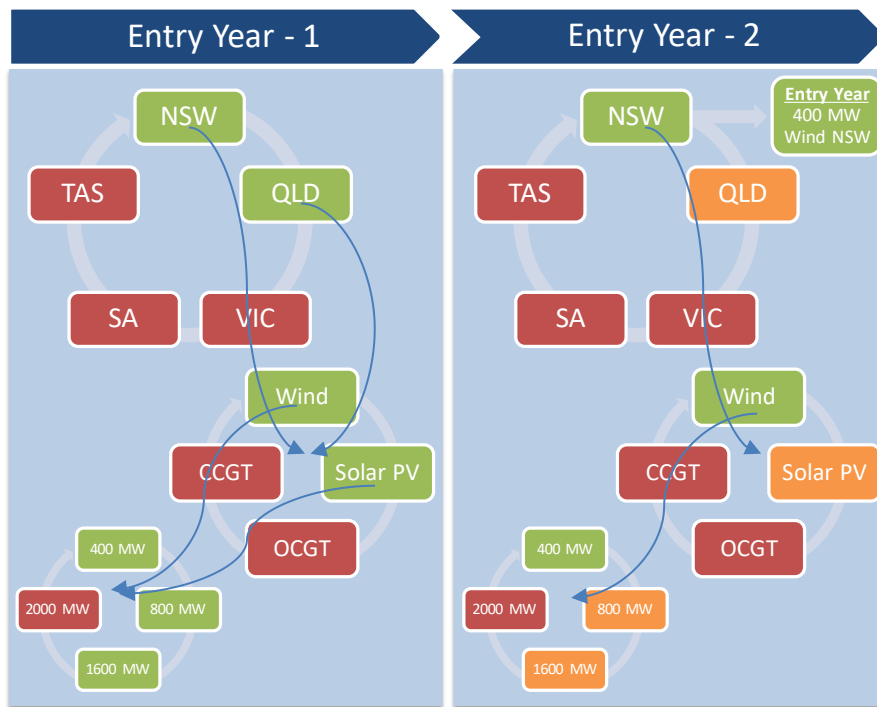 Entry Year - 1
NSW
TAS
QLD
SA
VIC
Wind
CCGT
Solar PV
OCGT
400 MW
2000 MW
800 MW
1600 MW
Entry Year - 2
Entry Year
400 MW
Wind NSW
NSW
TAS
QLD
SA
VIC
Wind
CCGT
Solar PV
OCGT
400 MW
2000 MW
800 MW
1600 MW